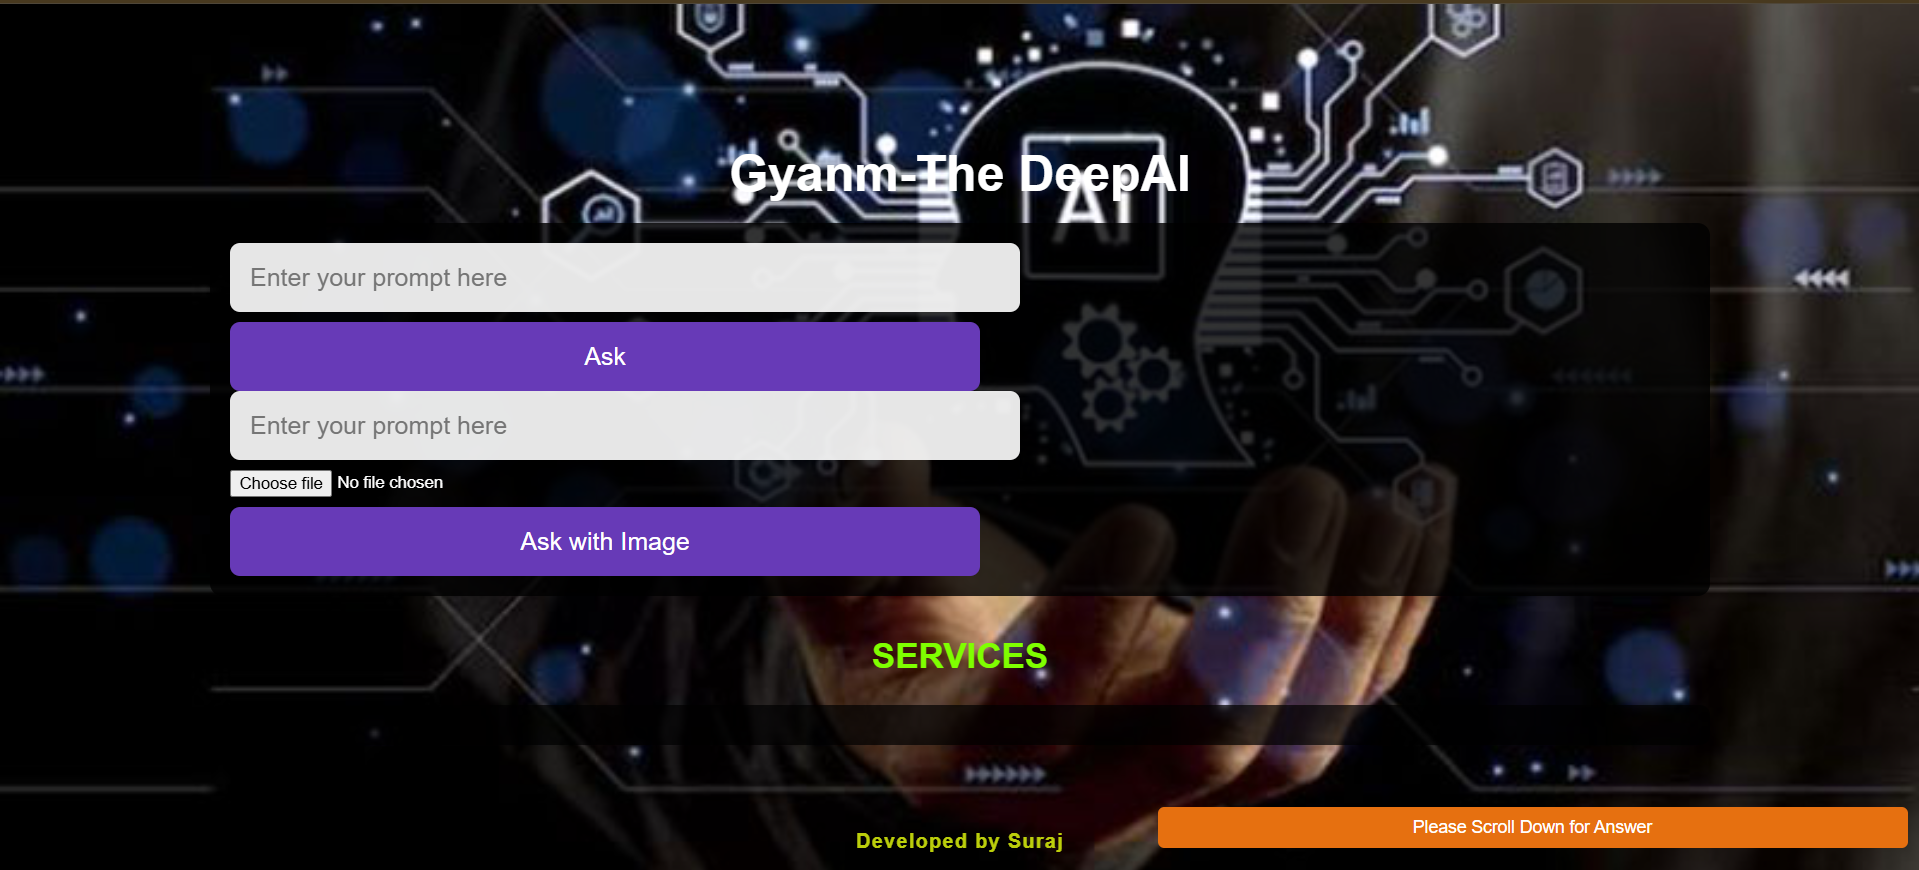 Gyanm-The DeepAI
AI
Enter your prompt here
Ask
Enter your prompt here
Choose file No file chosen
Ask with Image
SERVICES
Developed by Suraj
Please Scroll Down for Answer